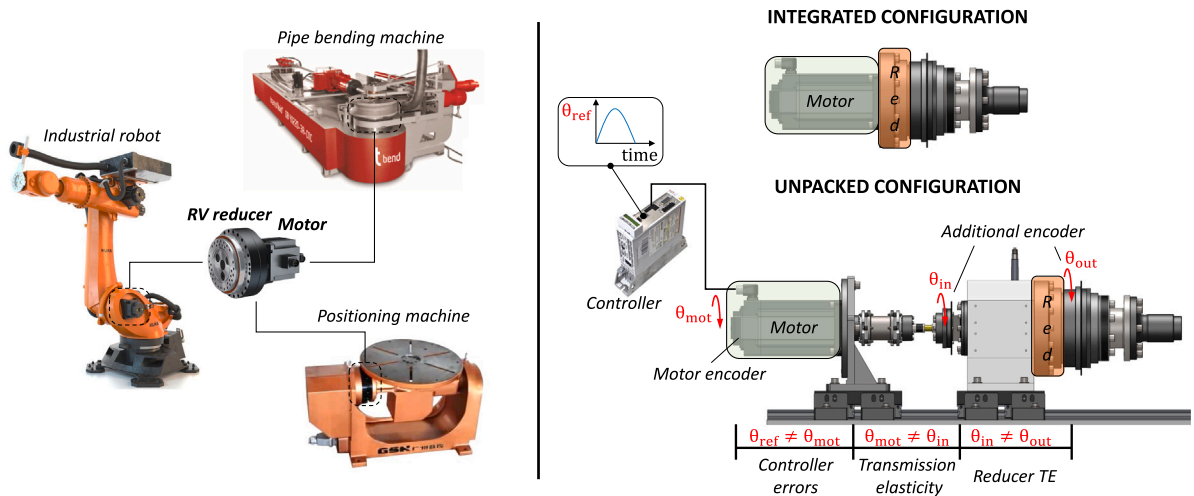 Pipe bending machine
Industrial robot
bend
RV reducer
Motor
Positioning machine
GSK
INTEGRATED CONFIGURATION
Motor
Red
θref
time
UNPACKED CONFIGURATION
Additional encoder
θin
θout
Controller
θmot
Motor
Red
Motor encoder
θref ≠ θmot
θmot ≠ θin
θin ≠ θout
Controller
errors
Transmission
elasticity
Reducer TE